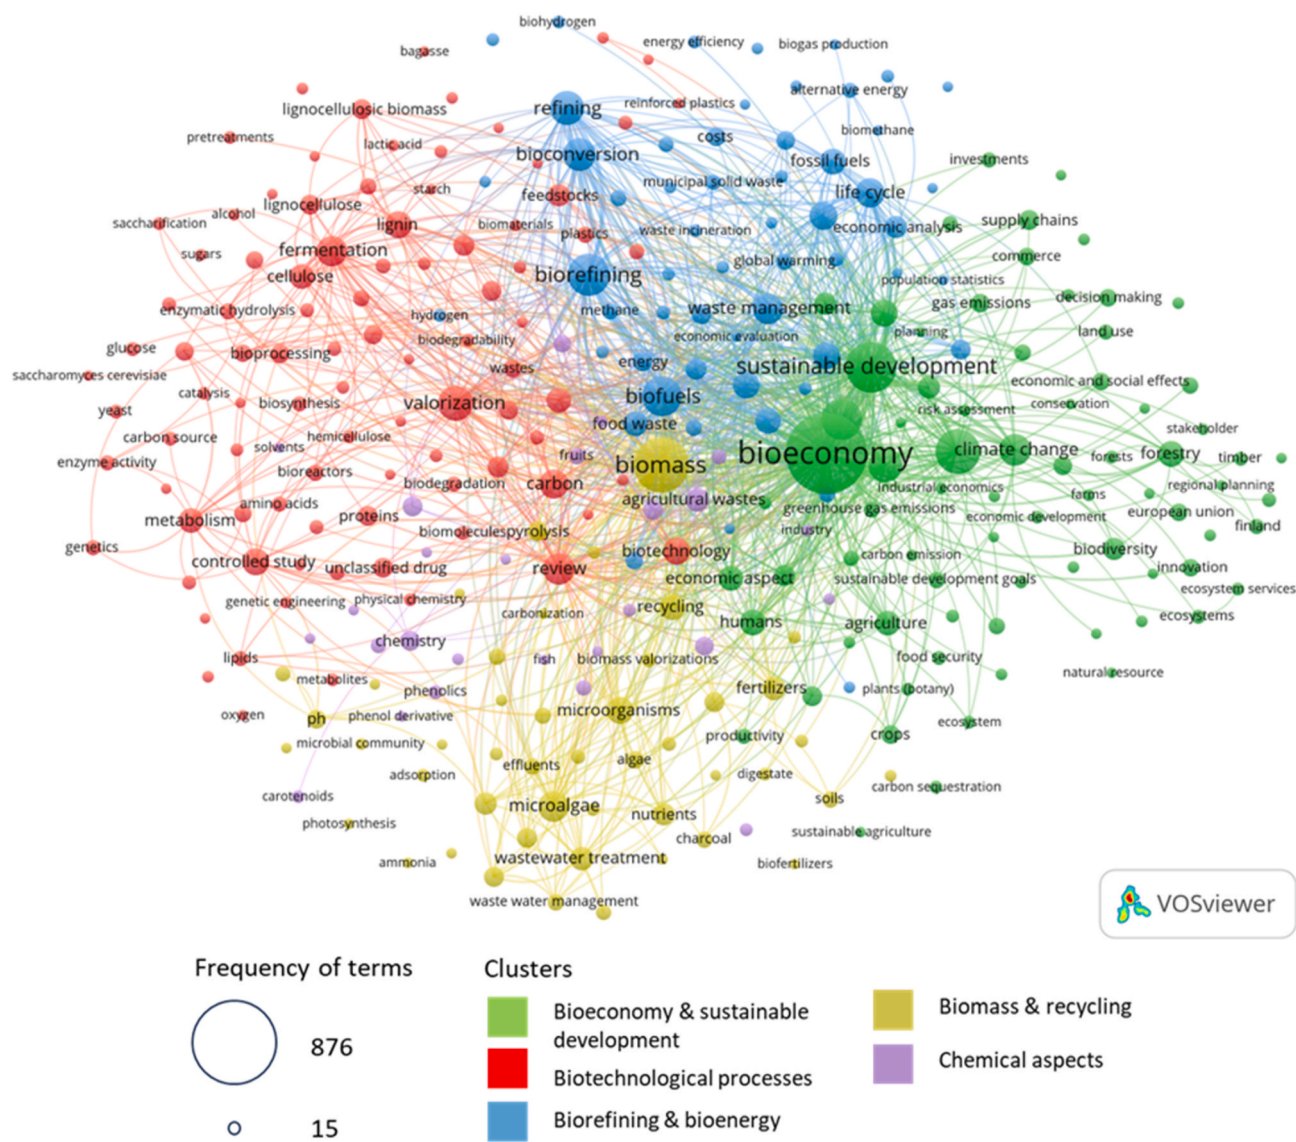 biohydrogen
energy efficiency
biogas production
bagasse
alternative energy
lignocellulosic biomass
refining
reinforced plastics
pretreatments
lactic acid
costs
biomethane
bioconversion
fossil fuels
investments
starch
feedstocks
municipal solid waste
life cycle
lignocellulose
saccharification
alcohol
lignin
biomaterials
plastics
waste incineration
economic analysis
supply chains
sugars
fermentation
cellulose
biorefining
global warming
commerce
population statistics
enzymatic hydrolysis
hydrogen
methane
waste management
gas emissions
decision making
glucose
bioprocessing
biodegradability
economic evaluation
planning
land use
saccharomyces cerevisiae
wastes
energy
sustainable development
catalysis
economic and social effects
yeast
biosynthesis
valorization
biofuels
risk assessment
conservation
carbon source
solvents
hemicellulose
food waste
stakeholder
enzyme activity
bioreactors
fruits
biomass
bioeconomy
climate change
forests
forestry
timber
biodegradation
carbon
industrial economics
regional planning
amino acids
agricultural wastes
farms
metabolism
proteins
greenhouse gas emissions
economic development
european union
finland
genetics
biomolecules
pyrolysis
industry
biotechnology
carbon emission
biodiversity
controlled study
unclassified drug
review
economic aspect
sustainable development goals
innovation
genetic engineering
physical chemistry
carbonization
recycling
ecosystem services
chemistry
humans
agriculture
ecosystems
lipids
fish
biomass valorizations
food security
natural resource
metabolites
phenolics
fertilizers
plants (botany)
oxygen
ph
phenol derivative
microorganisms
ecosystem
microbial community
productivity
crops
adsorption
effluents
algae
digestate
carbon sequestration
carotenoids
microalgae
nutrients
soils
photosynthesis
charcoal
sustainable agriculture
ammonia
wastewater treatment
biofertilizers
waste water management
VOSviewer
Frequency of terms
876
15
Clusters
Bioeconomy & sustainable
development
Biotechnological processes
Biorefining & bioenergy
Biomass & recycling
Chemical aspects